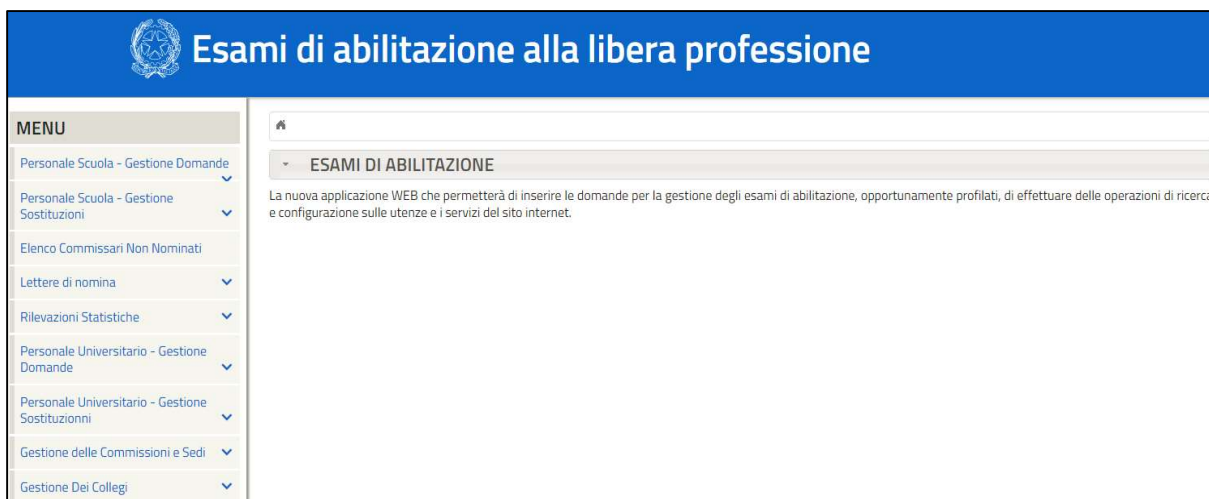 Esami di abilitazione alla libera professione
MENU
Personale Scuola - Gestione Domande
Personale Scuola - Gestione
Sostituzioni
Elenco Commissari Non Nominati
Lettere di nomina
Rilevazioni Statistiche
Personale Universitario - Gestione
Domande
Personale Universitario - Gestione
Sostituzionni
Gestione delle Commissioni e Sedi
Gestione Dei Collegi
ESAMI DI ABILITAZIONE
La nuova applicazione WEB che permetterà di inserire le domande per la gestione degli esami di abilitazione, opportunamente profilati, di effettuare delle operazioni di ricerca
e configurazione sulle utenze e i servizi del sito internet.